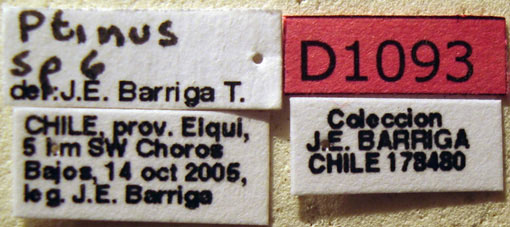 Ptinus
sp 6
det. J.E. Barriga T.
D1093
CHILE, prov. Elqui,
5 km SW Choros
Bajos, 14 oct 2005,
leg. J.E. Barriga
Coleccion
J.E. BARRIGA
CHILE 178480